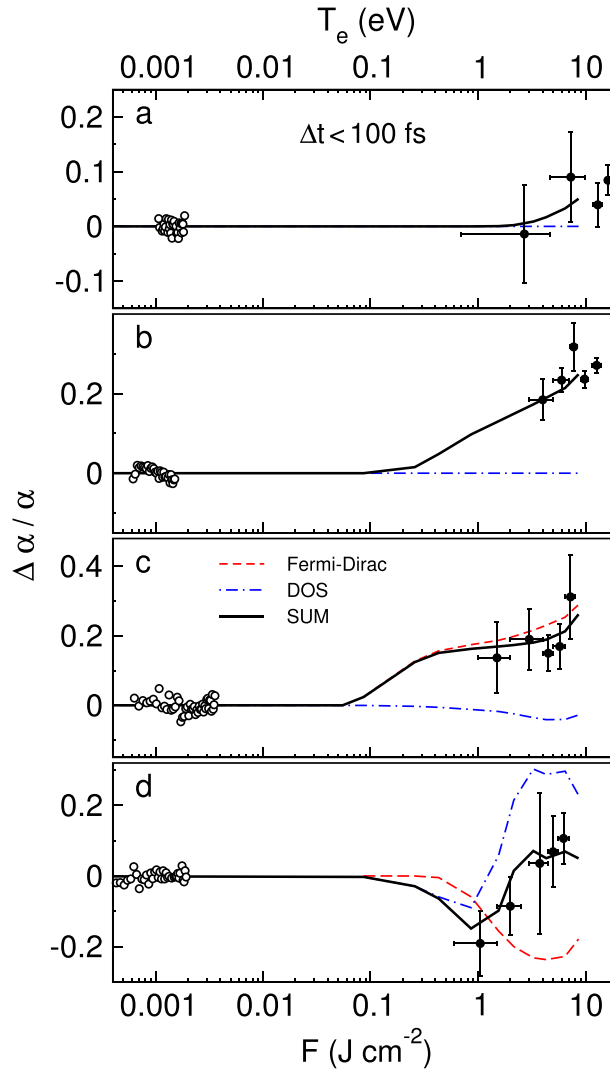 T_e (eV)
0.001 0.01 0.1 1 10
a
Δt < 100 fs
0.2
0.1
0
-0.1
b
0.2
0
c
Fermi-Dirac
DOS
SUM
0.4
0.2
0
d
0.2
0
-0.2
Δ α / α
0.001 0.01 0.1 1 10
F (J cm⁻²)